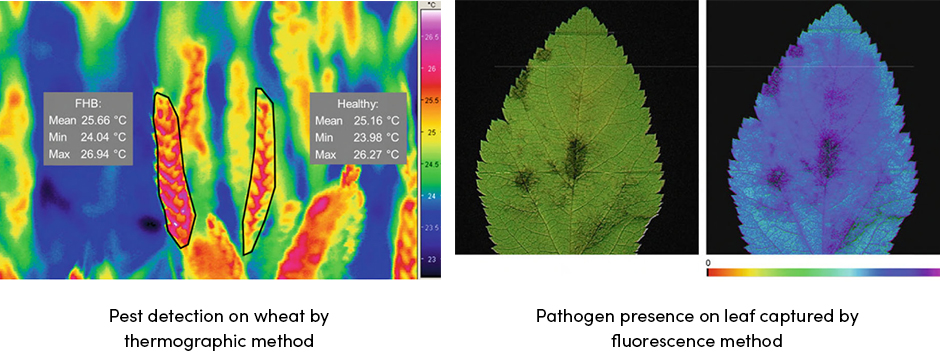 °C
26.5
26
25.5
25
24.5
24
23.5
23
FHB:
Mean 25.66 °C
Min 24.04 °C
Max 26.94 °C
Healthy:
Mean 25.16 °C
Min 23.98 °C
Max 26.27 °C
0
Pest detection on wheat by
thermographic method
Pathogen presence on leaf captured by
fluorescence method